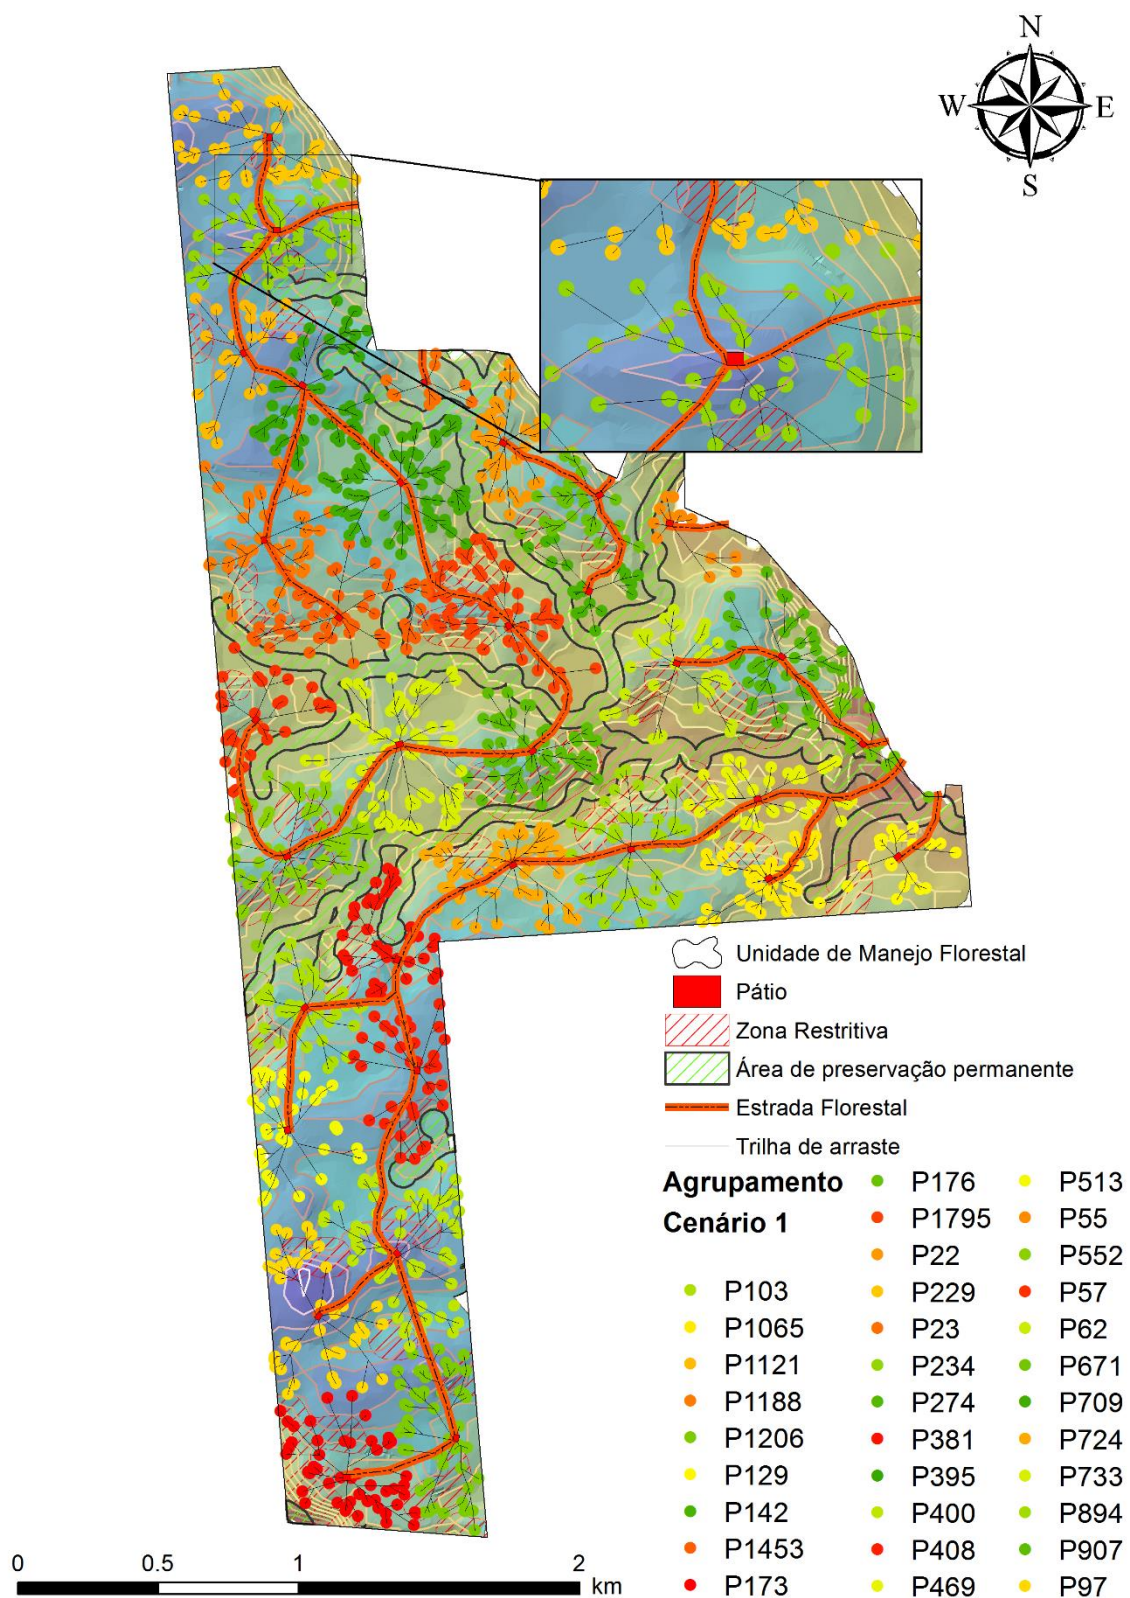 N
W E
S
Unidade de Manejo Florestal
Pátio
Zona Restritiva
Área de preservação permanente
Estrada Florestal
Trilha de arraste
Agrupamento
Cenário 1
P103
P1065
P1121
P1188
P1206
P129
P142
P1453
P173
P176
P1795
P22
P229
P23
P234
P274
P381
P395
P400
P408
P469
P513
P55
P552
P57
P62
P671
P709
P724
P733
P894
P907
P97
0 0.5 1 2
km